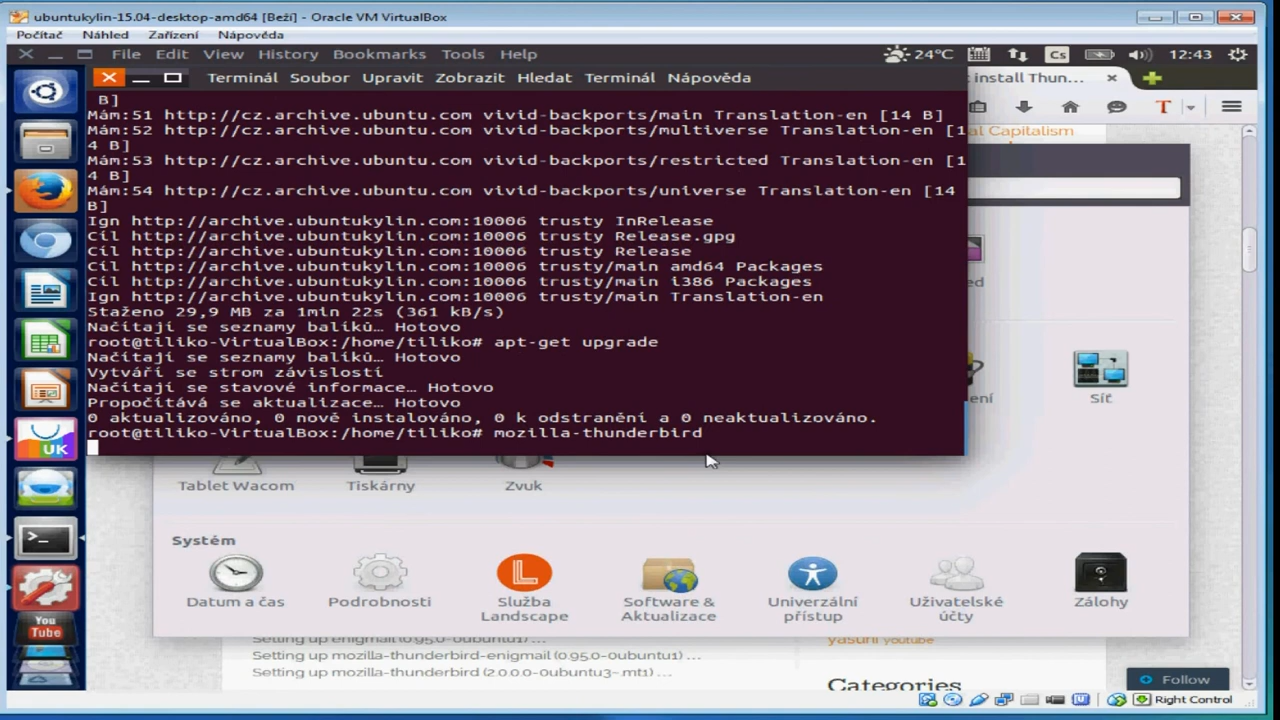 ubuntukylin-15.04-desktop-amd64 [Beží] - Oracle VM VirtualBox
Počítač Náhled Zařízení Nápověda
File Edit View History Bookmarks Tools Help
24°C Cs 12:43
Terminál Soubor Upravit Zobrazit Hledat Terminál Nápověda
install Thun...
B]
Mám:51 http://cz.archive.ubuntu.com vivid-backports/main Translation-en [14 B]
Mám:52 http://cz.archive.ubuntu.com vivid-backports/multiverse Translation-en [1
4 B]
Mám:53 http://cz.archive.ubuntu.com vivid-backports/restricted Translation-en [1
4 B]
Mám:54 http://cz.archive.ubuntu.com vivid-backports/universe Translation-en [14
B]
Ign http://archive.ubuntukylin.com:10006 trusty InRelease
Cíl http://archive.ubuntukylin.com:10006 trusty Release.gpg
Cíl http://archive.ubuntukylin.com:10006 trusty Release
Cíl http://archive.ubuntukylin.com:10006 trusty/main amd64 Packages
Cíl http://archive.ubuntukylin.com:10006 trusty/main i386 Packages
Ign http://archive.ubuntukylin.com:10006 trusty/main Translation-en
Staženo 29,9 MB za 1min 22s (361 kB/s)
Načítají se seznamy balíků… Hotovo
root@tiliko-VirtualBox:/home/tiliko# apt-get upgrade
Načítají se seznamy balíků… Hotovo
Vytváří se strom závislostí
Načítají se stavové informace… Hotovo
Propočítává se aktualizace… Hotovo
0 aktualizováno, 0 nově instalováno, 0 k odstranění a 0 neaktualizováno.
root@tiliko-VirtualBox:/home/tiliko# mozilla-thunderbird
al Capitalism
ed
ení
Síť
UK
You
Tube
Tablet Wacom Tiskárny Zvuk
Systém
Datum a čas Podrobnosti Služba Landscape Software & Aktualizace Univerzální přístup Uživatelské účty Zálohy
Setting up enigmail (0.95.0-0ubuntu1) ...
Setting up mozilla-thunderbird-enigmail (0.95.0-0ubuntu1) ...
Setting up mozilla-thunderbird (2.0.0.0-0ubuntu3~mt1) ...
yasuní youtube
Categories
Follow
Right Control